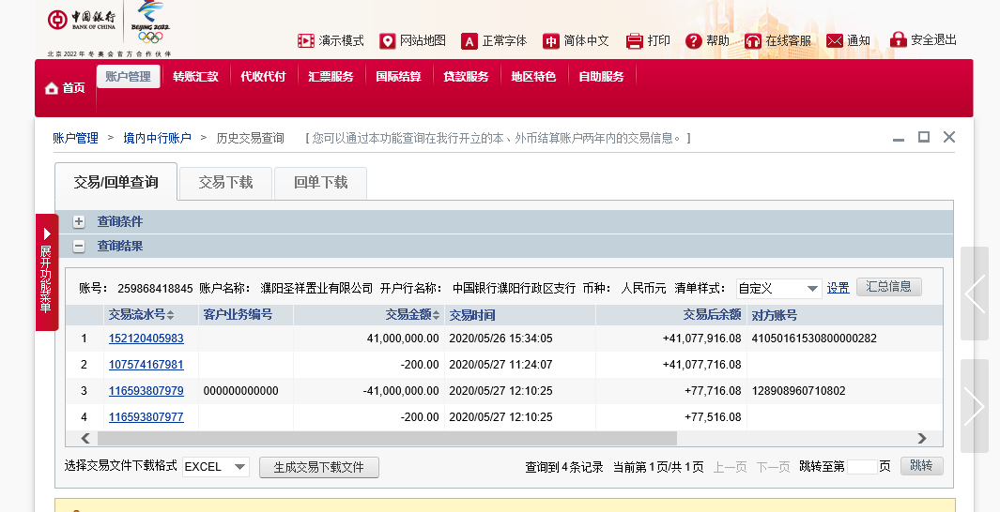 中国银行
BANK OF CHINA
BEIJING 2022
北京2022年冬奥会官方合作伙伴
演示模式 网站地图 A 正常字体 中 简体中文 打印 ? 帮助 在线客服 通知 安全退出
首页 账户管理 转账汇款 代收代付 汇票服务 国际结算 贷款服务 地区特色 自助服务
账户管理 > 境内中行账户 > 历史交易查询 [ 您可以通过本功能查询在我行开立的本、外币结算账户两年内的交易信息。 ]
交易/回单查询 交易下载 回单下载
查询条件
查询结果
展开功能菜单
账号： 259868418845 账户名称： 濮阳圣祥置业有限公司 开户行名称： 中国银行濮阳行政区支行 币种： 人民币元 清单样式： 自定义 设置 汇总信息
交易流水号 客户业务编号 交易金额 交易时间 交易后余额 对方账号
1 152120405983 41,000,000.00 2020/05/26 15:34:05 +41,077,916.08 41050161530800000282
2 107574167981 -200.00 2020/05/27 11:24:07 +41,077,716.08
3 116593807979 000000000000 -41,000,000.00 2020/05/27 12:10:25 +77,716.08 128908960710802
4 116593807977 -200.00 2020/05/27 12:10:25 +77,516.08
选择交易文件下载格式 EXCEL 生成交易下载文件 查询到 4 条记录 当前第 1 页/共 1 页 上一页 下一页 跳转至第 页 跳转